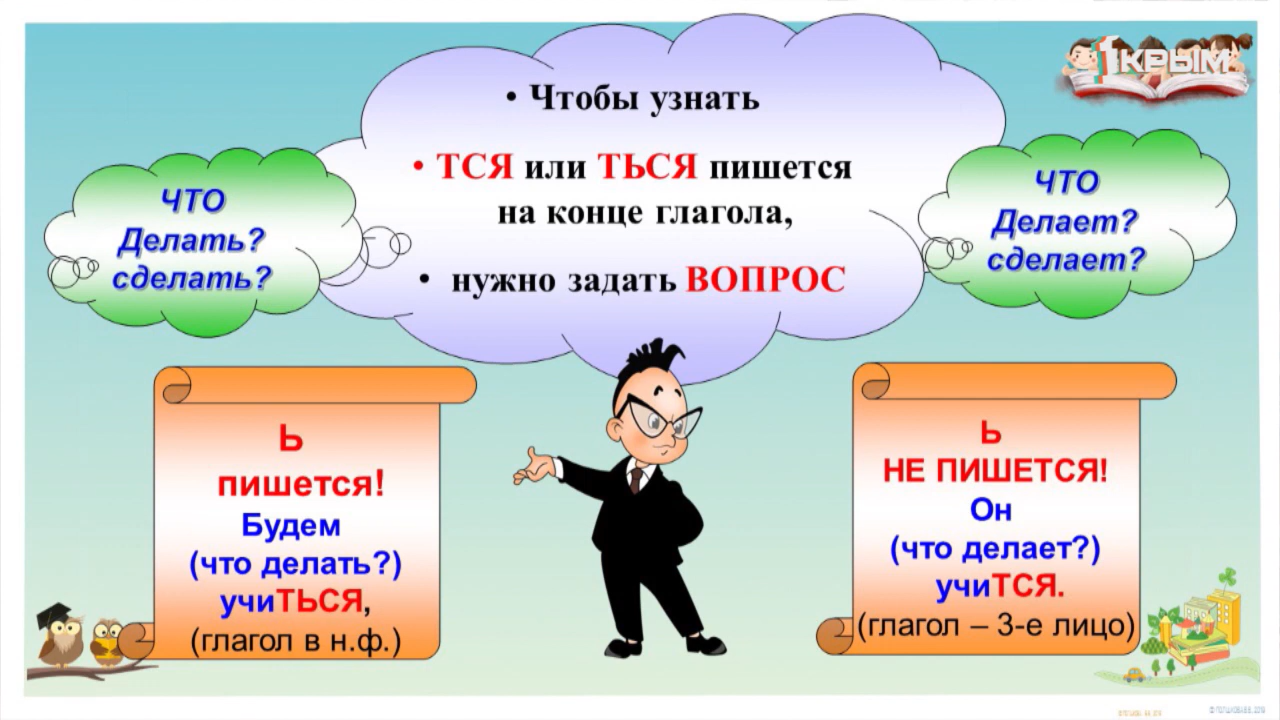 1КРЫМ
• Чтобы узнать
• ТСЯ или ТЬСЯ пишется
на конце глагола,
• нужно задать ВОПРОС
ЧТО
Делать?
сделать?
ЧТО
Делает?
сделает?
Ь
пишется!
Будем
(что делать?)
учиТЬСЯ,
(глагол в н.ф.)
Ь
НЕ ПИШЕТСЯ!
Он
(что делает?)
учиТСЯ.
(глагол – 3-е лицо)